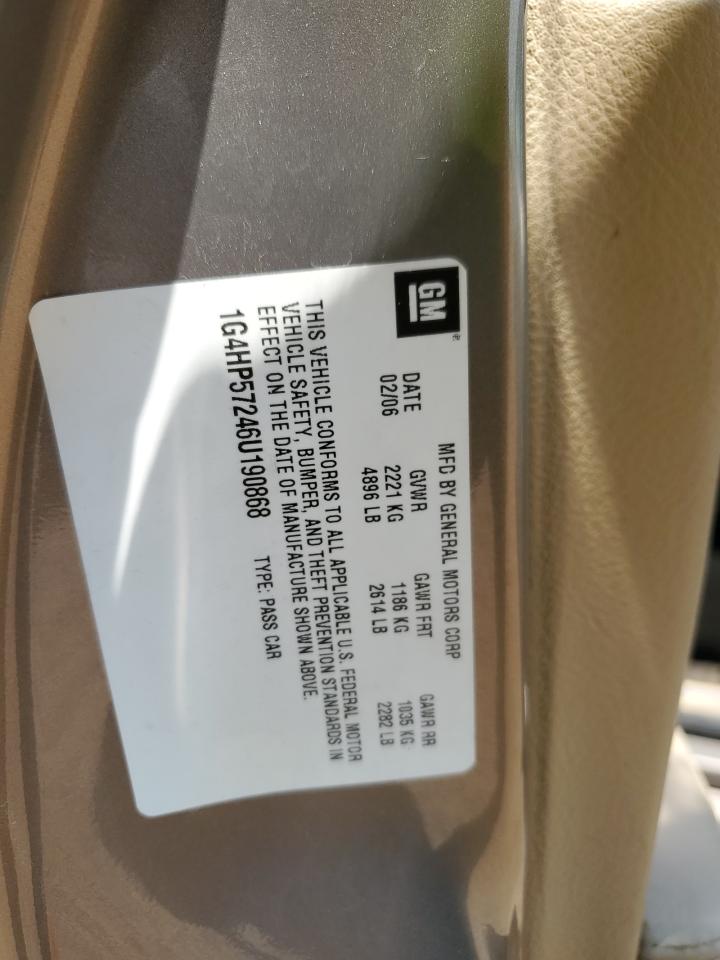 GM ®
MFD BY GENERAL MOTORS CORP
DATE GVWR GAWR FRT GAWR RR
02/06 2221 KG 1186 KG 1035 KG
4896 LB 2614 LB 2282 LB
THIS VEHICLE CONFORMS TO ALL APPLICABLE U.S. FEDERAL MOTOR
VEHICLE SAFETY, BUMPER, AND THEFT PREVENTION STANDARDS IN
EFFECT ON THE DATE OF MANUFACTURE SHOWN ABOVE.
1G4HP57246U190868 TYPE: PASS CAR